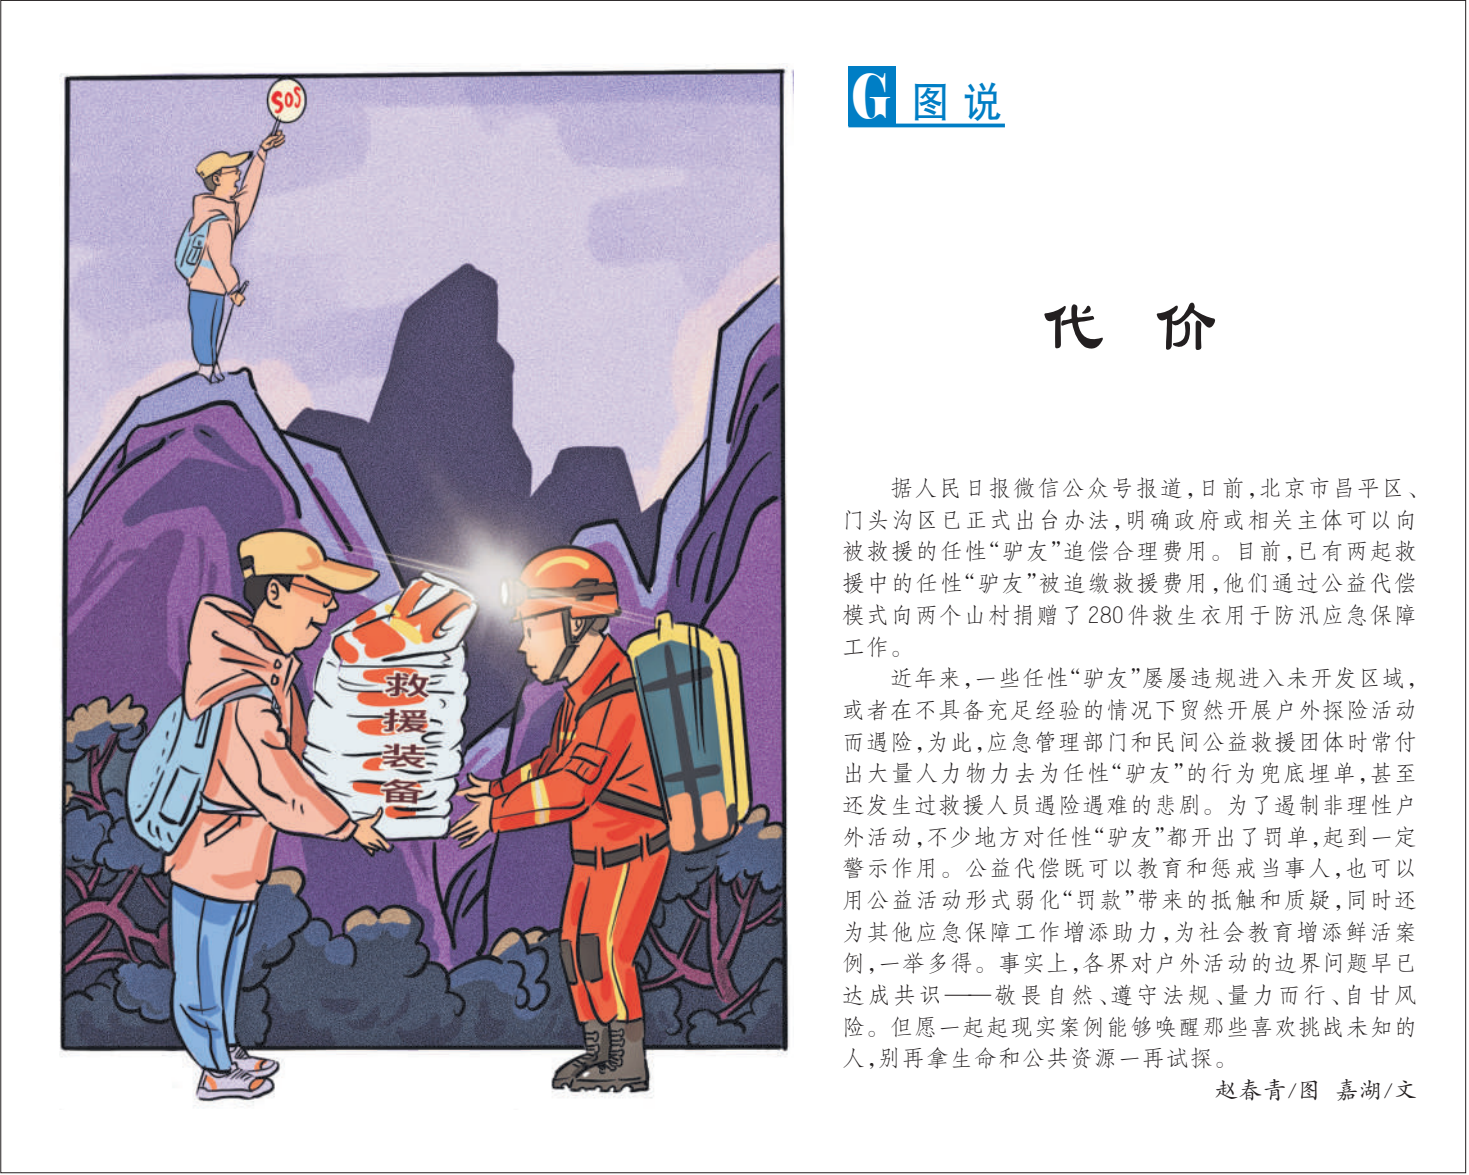 SOS
救
援
装
备
G 图说
代 价
据人民日报微信公众号报道，日前，北京市昌平区、
门头沟区已正式出台办法，明确政府或相关主体可以向
被救援的任性“驴友”追偿合理费用。目前，已有两起救
援中的任性“驴友”被追缴救援费用，他们通过公益代偿
模式向两个山村捐赠了280件救生衣用于防汛应急保障
工作。
近年来，一些任性“驴友”屡屡违规进入未开发区域，
或者在不具备充足经验的情况下贸然开展户外探险活动
而遇险，为此，应急管理部门和民间公益救援团体时常付
出大量人力物力去为任性“驴友”的行为兜底埋单，甚至
还发生过救援人员遇险遇难的悲剧。为了遏制非理性户
外活动，不少地方对任性“驴友”都开出了罚单，起到一定
警示作用。公益代偿既可以教育和惩戒当事人，也可以
用公益活动形式弱化“罚款”带来的抵触和质疑，同时还
为其他应急保障工作增添助力，为社会教育增添鲜活案
例，一举多得。事实上，各界对户外活动的边界问题早已
达成共识——敬畏自然、遵守法规、量力而行、自甘风
险。但愿一起起现实案例能够唤醒那些喜欢挑战未知的
人，别再拿生命和公共资源一再试探。
赵春青/图 嘉湖/文